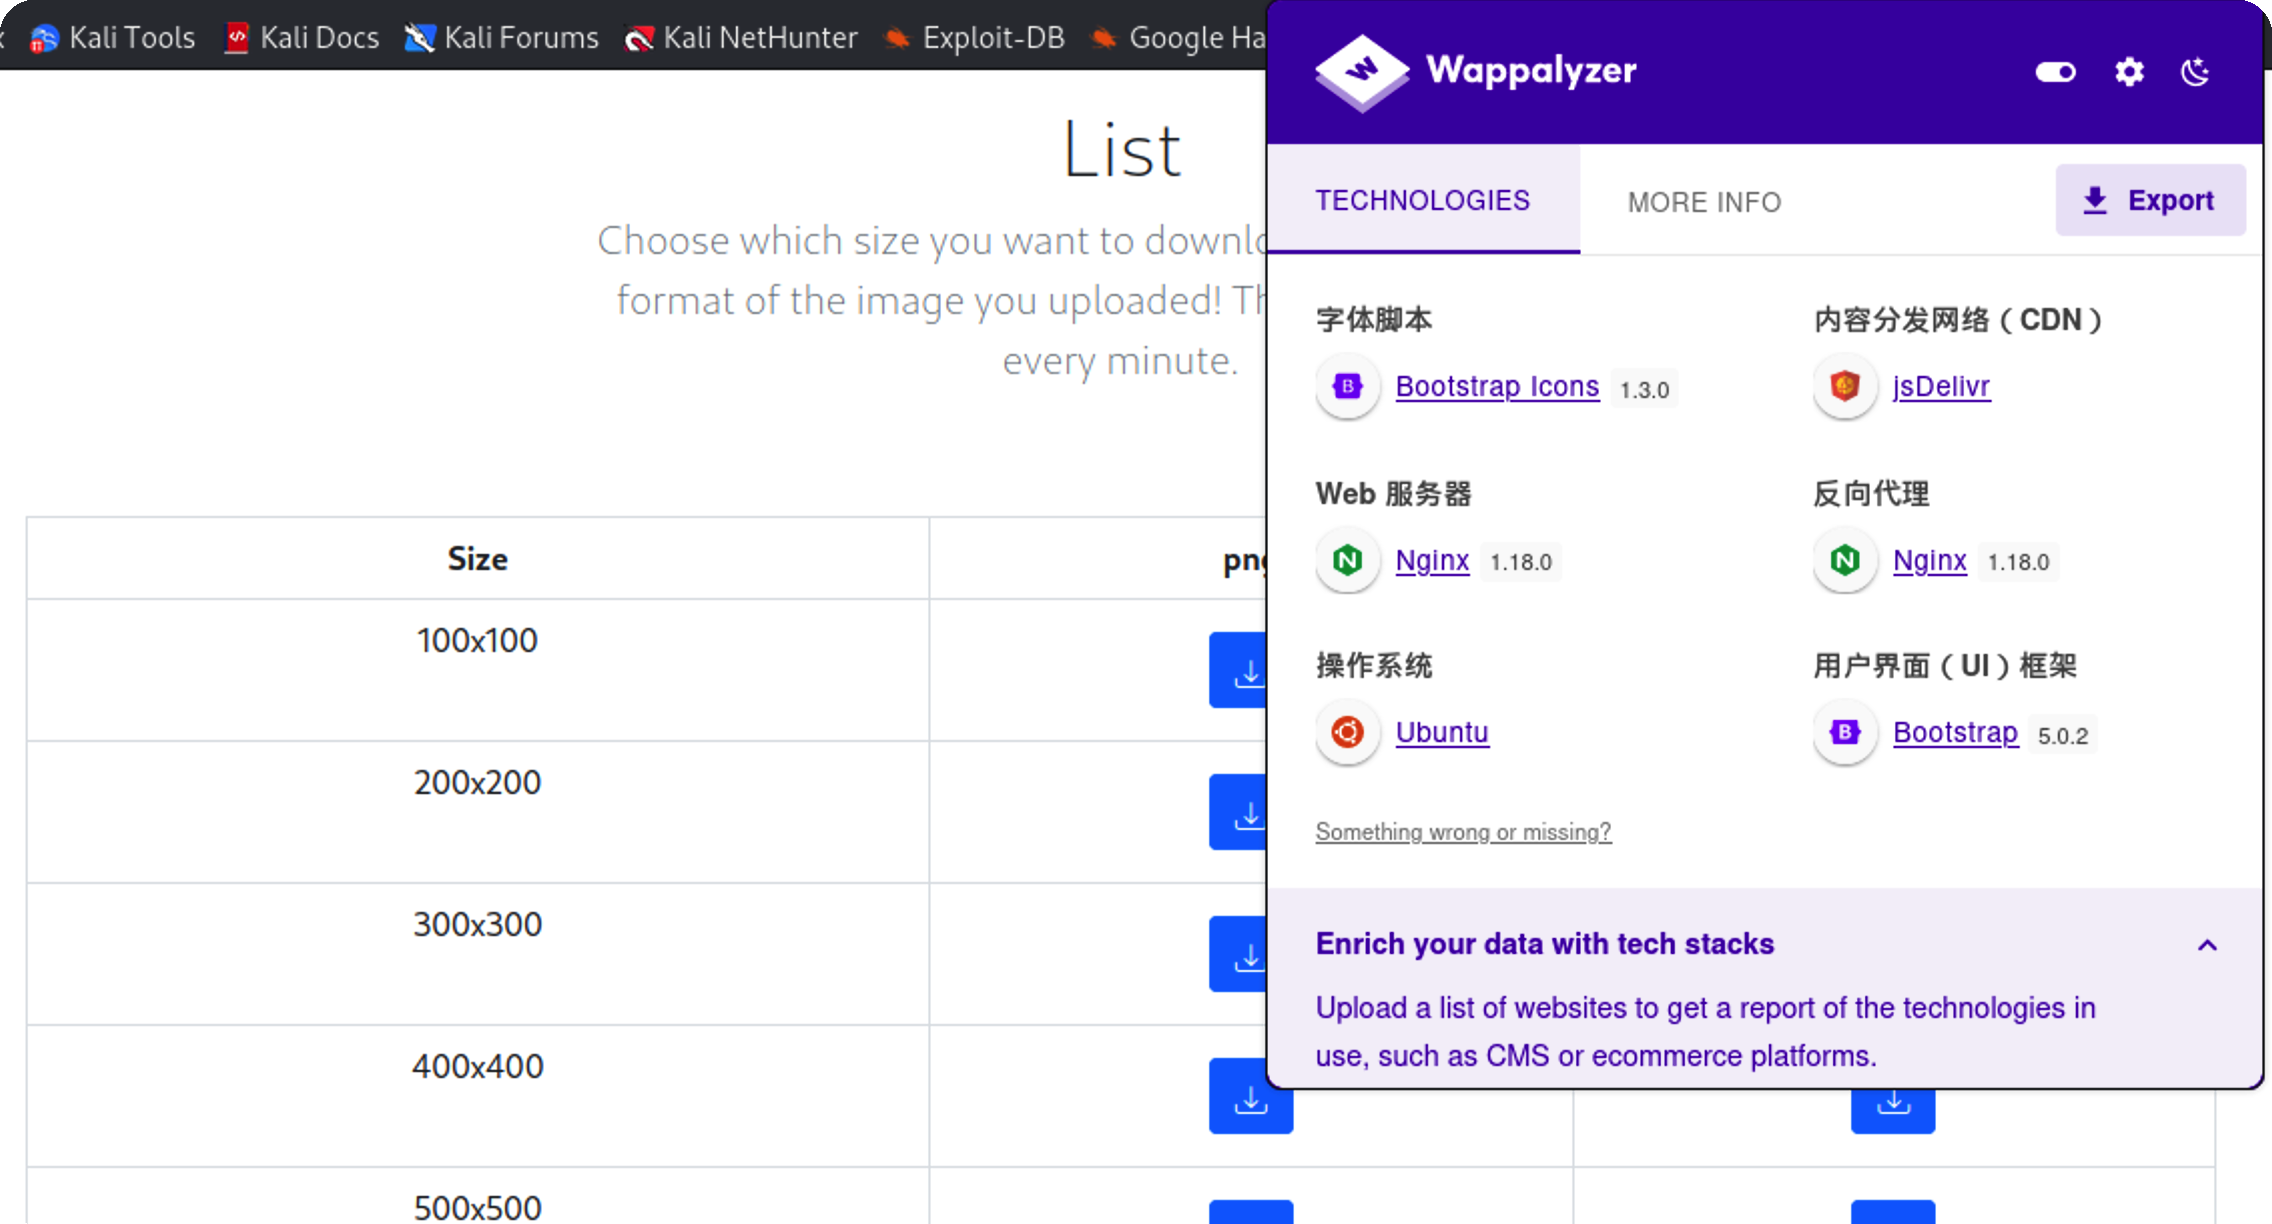 Kali Tools Kali Docs Kali Forums Kali NetHunter Exploit-DB Google Ha
List
Choose which size you want to downlo
format of the image you uploaded! Th
every minute.
Size png
100x100
200x200
300x300
400x400
500x500
Wappalyzer
TECHNOLOGIES MORE INFO Export
字体脚本
Bootstrap Icons 1.3.0
内容分发网络（CDN）
jsDelivr
Web 服务器
Nginx 1.18.0
反向代理
Nginx 1.18.0
操作系统
Ubuntu
用户界面（UI）框架
Bootstrap 5.0.2
Something wrong or missing?
Enrich your data with tech stacks
Upload a list of websites to get a report of the technologies in
use, such as CMS or ecommerce platforms.